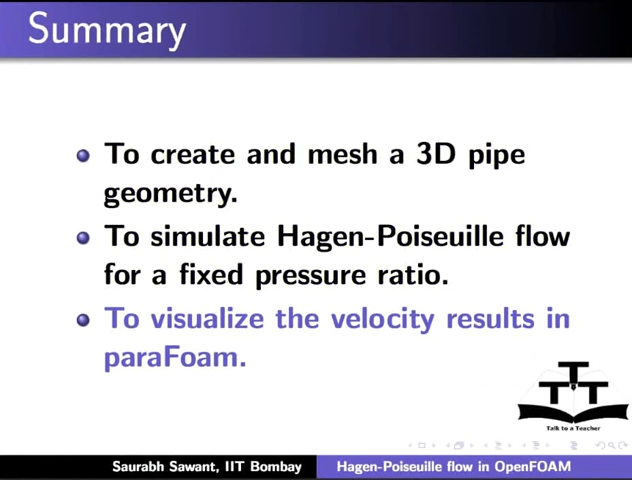 Summary
To create and mesh a 3D pipe
geometry.
To simulate Hagen-Poiseuille flow
for a fixed pressure ratio.
To visualize the velocity results in
paraFoam.
TTT
Talk to a Teacher
Saurabh Sawant, IIT Bombay Hagen-Poiseuille flow in OpenFOAM